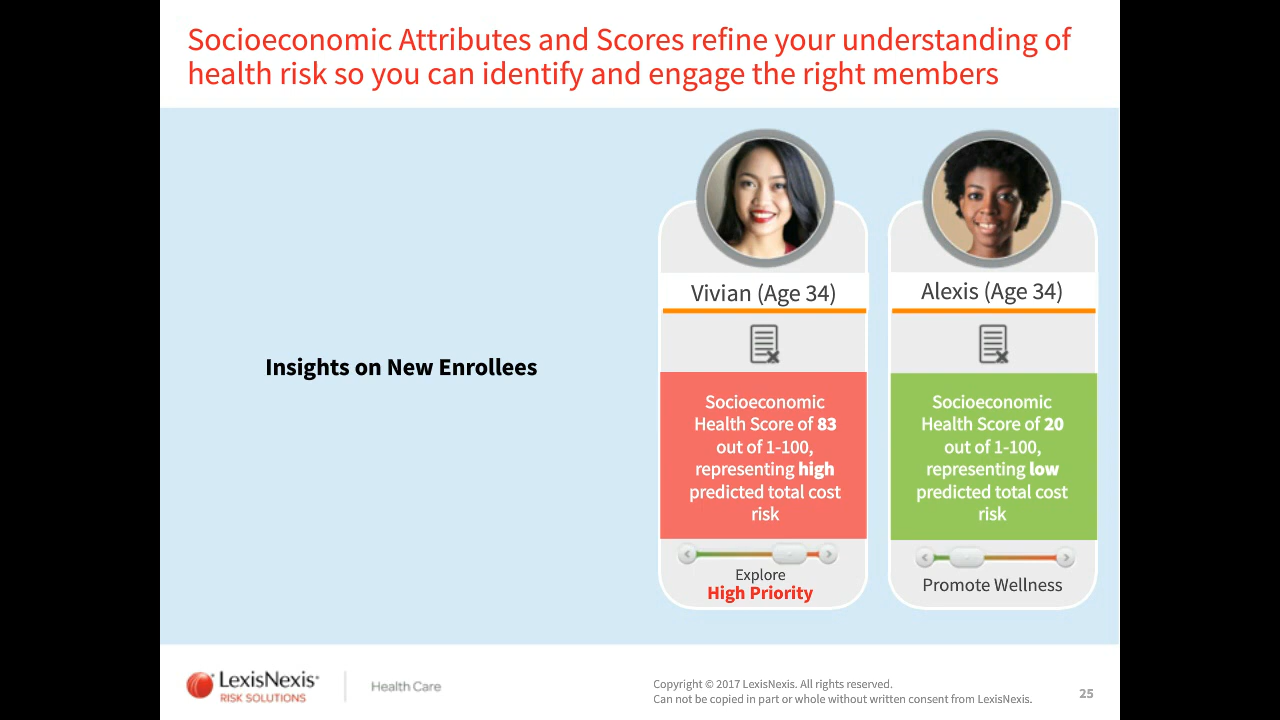 Socioeconomic Attributes and Scores refine your understanding of
health risk so you can identify and engage the right members
Insights on New Enrollees
Vivian (Age 34)
Socioeconomic
Health Score of 83
out of 1-100,
representing high
predicted total cost
risk
Explore
High Priority
Alexis (Age 34)
Socioeconomic
Health Score of 20
out of 1-100,
representing low
predicted total cost
risk
Promote Wellness
LexisNexis
RISK SOLUTIONS
Health Care
Copyright © 2017 LexisNexis. All rights reserved.
Can not be copied in part or whole without written consent from LexisNexis.
25